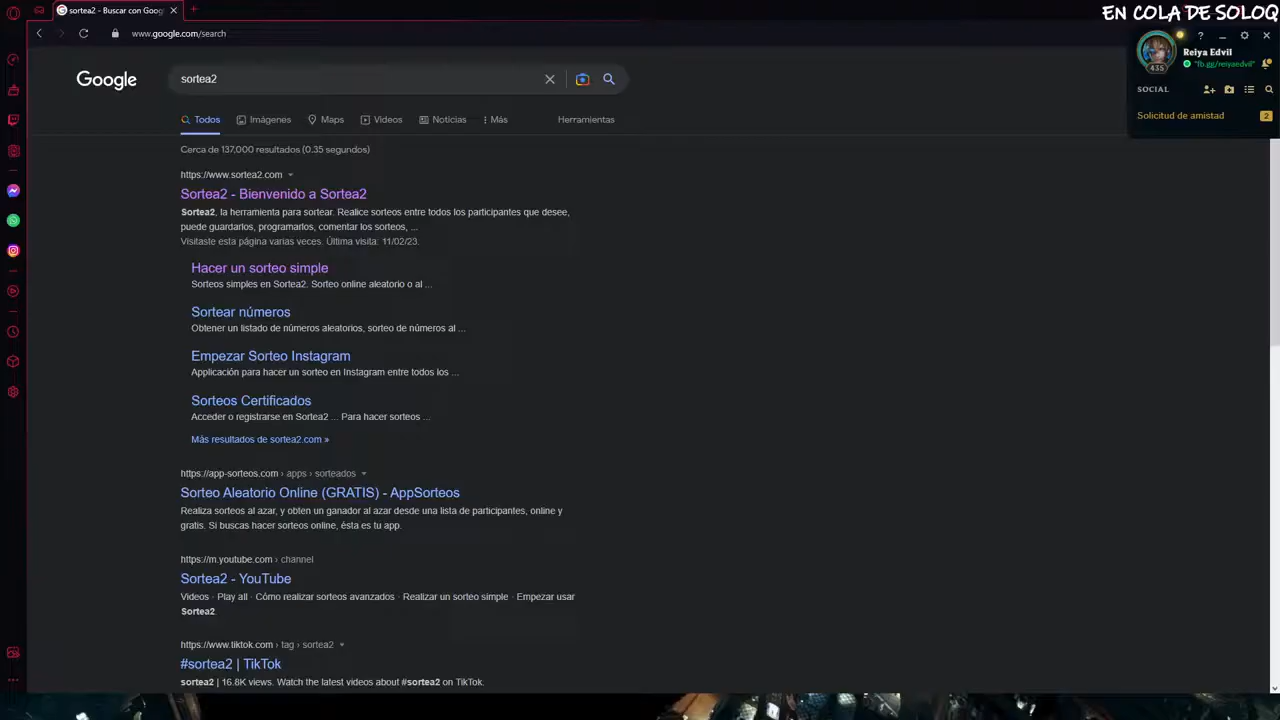 EN COLA DE SOLOQ
sortea2 - Buscar con Goog
www.google.com/search
Reiya Edvil
435
"fb.gg/reiyaedvil"
SOCIAL
Solicitud de amistad
2
Google
sortea2
Todos
Imágenes
Maps
Videos
Noticias
Más
Herramientas
Cerca de 137,000 resultados (0.35 segundos)
https://www.sortea2.com
Sortea2 - Bienvenido a Sortea2
Sortea2, la herramienta para sortear. Realice sorteos entre todos los participantes que desee,
puede guardarlos, programarlos, comentar los sorteos, ...
Visitaste esta página varias veces. Última visita: 11/02/23.
Hacer un sorteo simple
Sorteos simples en Sortea2. Sorteo online aleatorio o al ...
Sortear números
Obtener un listado de números aleatorios, sorteo de números al ...
Empezar Sorteo Instagram
Applicación para hacer un sorteo en Instagram entre todos los ...
Sorteos Certificados
Acceder o registrarse en Sortea2 ... Para hacer sorteos ...
Más resultados de sortea2.com »
https://app-sorteos.com › apps › sorteados
Sorteo Aleatorio Online (GRATIS) - AppSorteos
Realiza sorteos al azar, y obten un ganador al azar desde una lista de participantes, online y
gratis. Si buscas hacer sorteos online, ésta es tu app.
https://m.youtube.com › channel
Sortea2 - YouTube
Videos · Play all · Cómo realizar sorteos avanzados · Realizar un sorteo simple · Empezar usar
Sortea2.
https://www.tiktok.com › tag › sortea2
#sortea2 | TikTok
sortea2 | 16.8K views. Watch the latest videos about #sortea2 on TikTok.